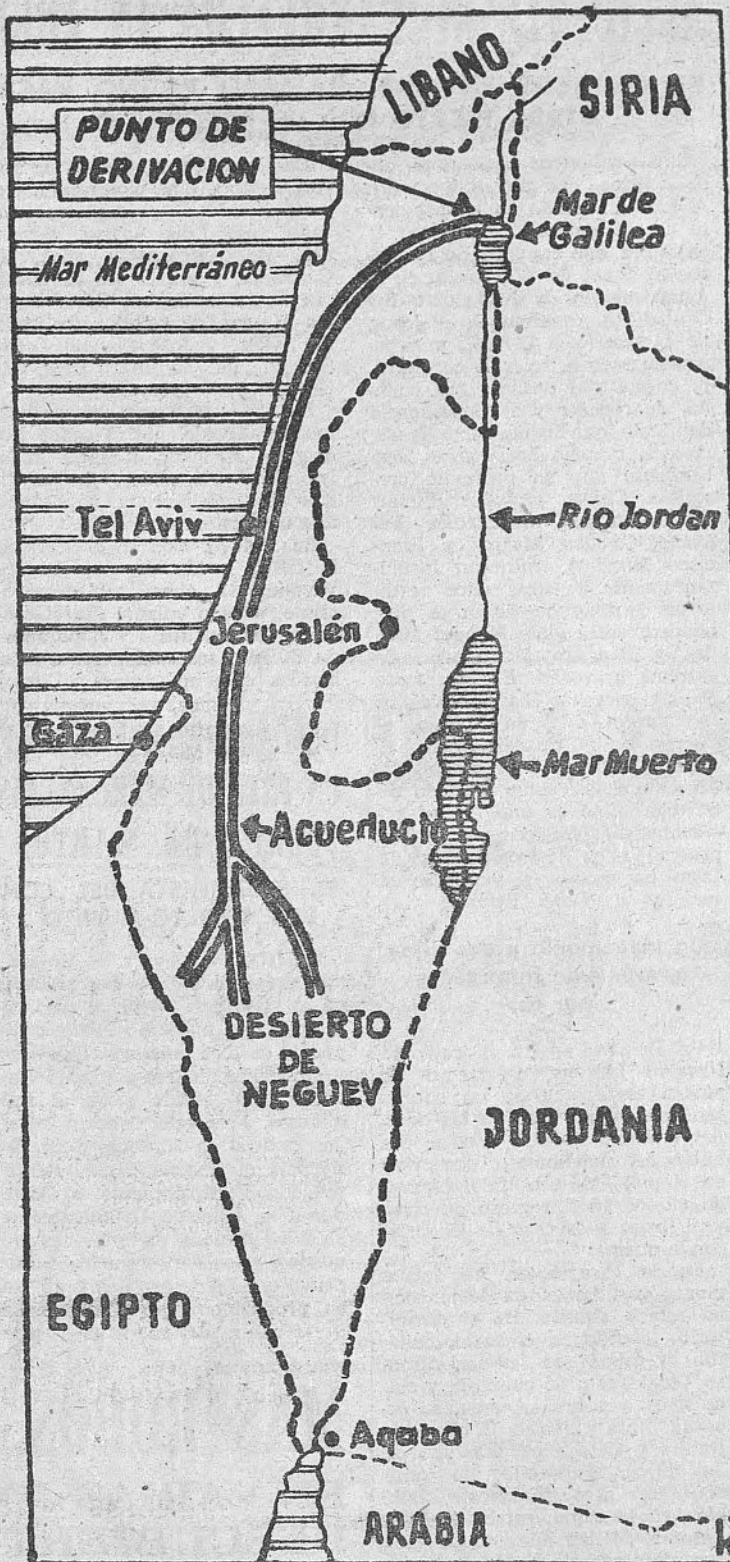 LIBANO
SIRIA
PUNTO DE
DERIVACION
Mar de
Galilea
Mar Mediterráneo
Tel Aviv
Río Jordan
Jerusalén
Gaza
Mar Muerto
Acueducto
DESIERTO
DE
NEGUEV
JORDANIA
EGIPTO
Aqaba
ARABIA